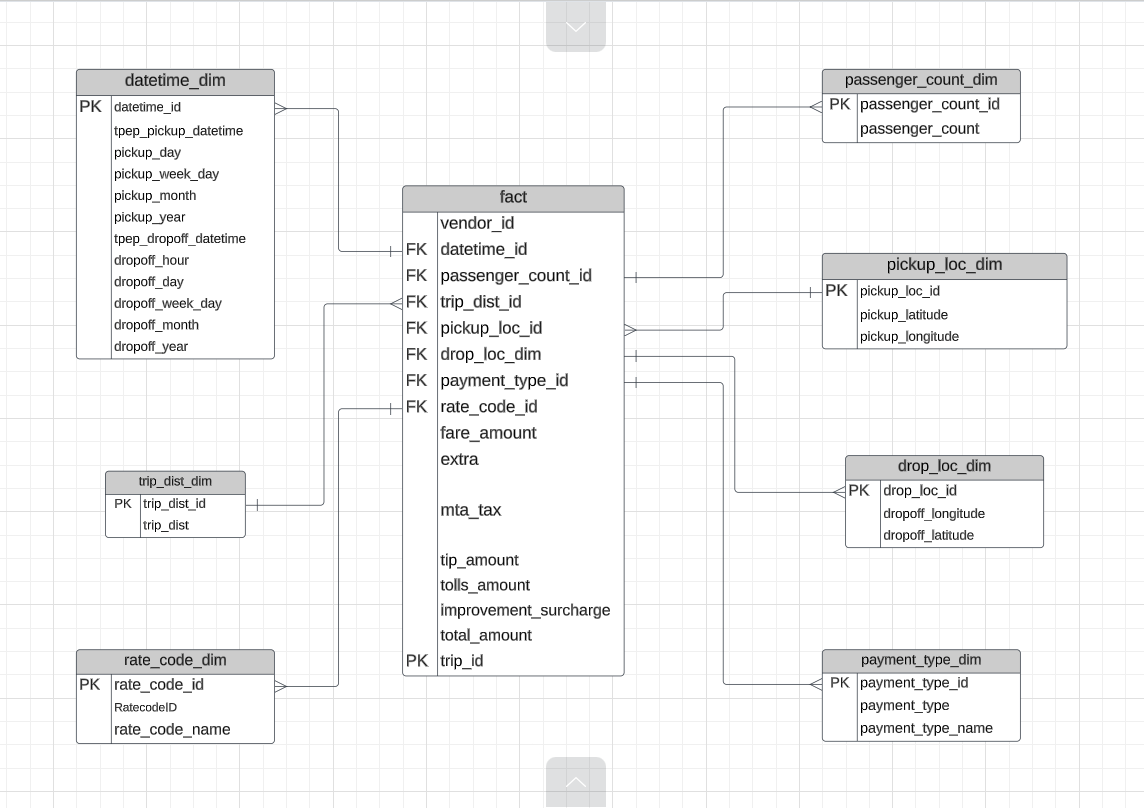 datetime_dim
PK datetime_id
tpep_pickup_datetime
pickup_day
pickup_week_day
pickup_month
pickup_year
tpep_dropoff_datetime
dropoff_hour
dropoff_day
dropoff_week_day
dropoff_month
dropoff_year
trip_dist_dim
PK trip_dist_id
trip_dist
rate_code_dim
PK rate_code_id
RatecodeID
rate_code_name
fact
vendor_id
FK datetime_id
FK passenger_count_id
FK trip_dist_id
FK pickup_loc_id
FK drop_loc_dim
FK payment_type_id
FK rate_code_id
fare_amount
extra
mta_tax
tip_amount
tolls_amount
improvement_surcharge
total_amount
PK trip_id
passenger_count_dim
PK passenger_count_id
passenger_count
pickup_loc_dim
PK pickup_loc_id
pickup_latitude
pickup_longitude
drop_loc_dim
PK drop_loc_id
dropoff_longitude
dropoff_latitude
payment_type_dim
PK payment_type_id
payment_type
payment_type_name